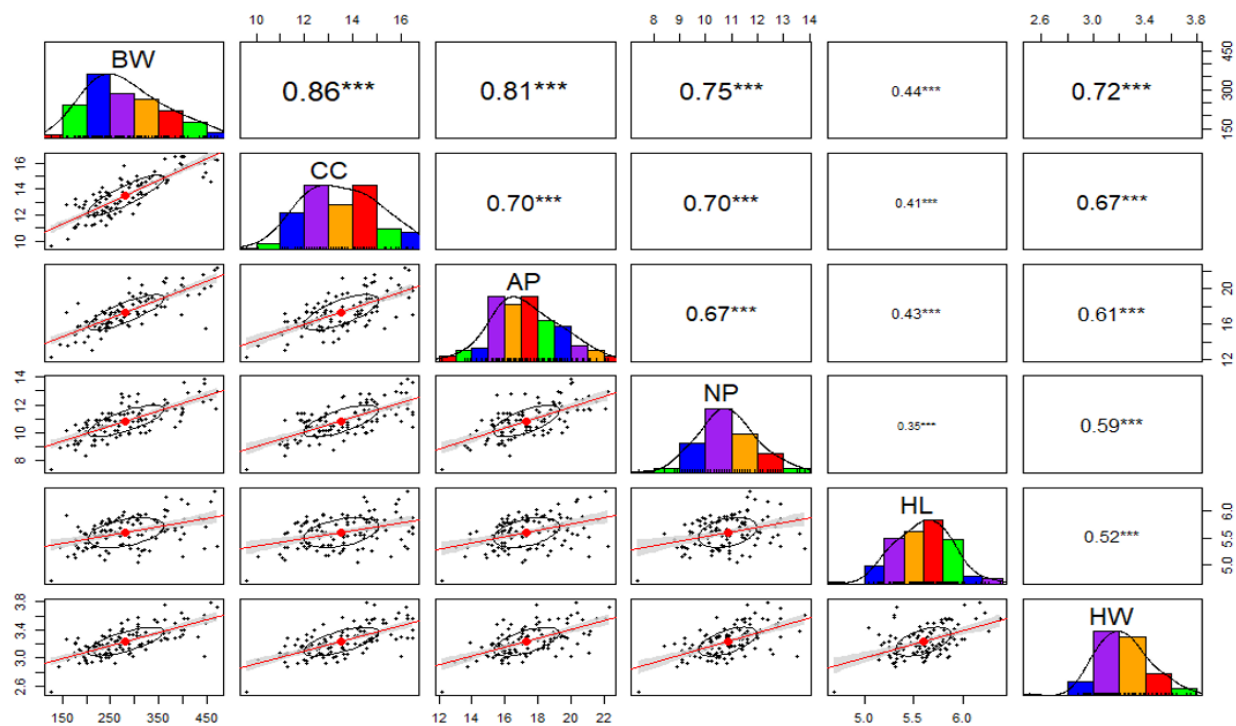 10 12 14 16 8 9 10 11 12 13 14 2.6 3.0 3.4 3.8
BW 0.86*** 0.81*** 0.75*** 0.44*** 0.72*** 150 300 450
10 12 14 16 CC 0.70*** 0.70*** 0.41*** 0.67***
AP 0.67*** 0.43*** 0.61*** 12 16 20
8 10 12 14 NP 0.35*** 0.59***
HL 0.52*** 5.0 5.5 6.0
2.6 3.0 3.4 3.8 HW
150 250 350 450 12 14 16 18 20 22 5.0 5.5 6.0